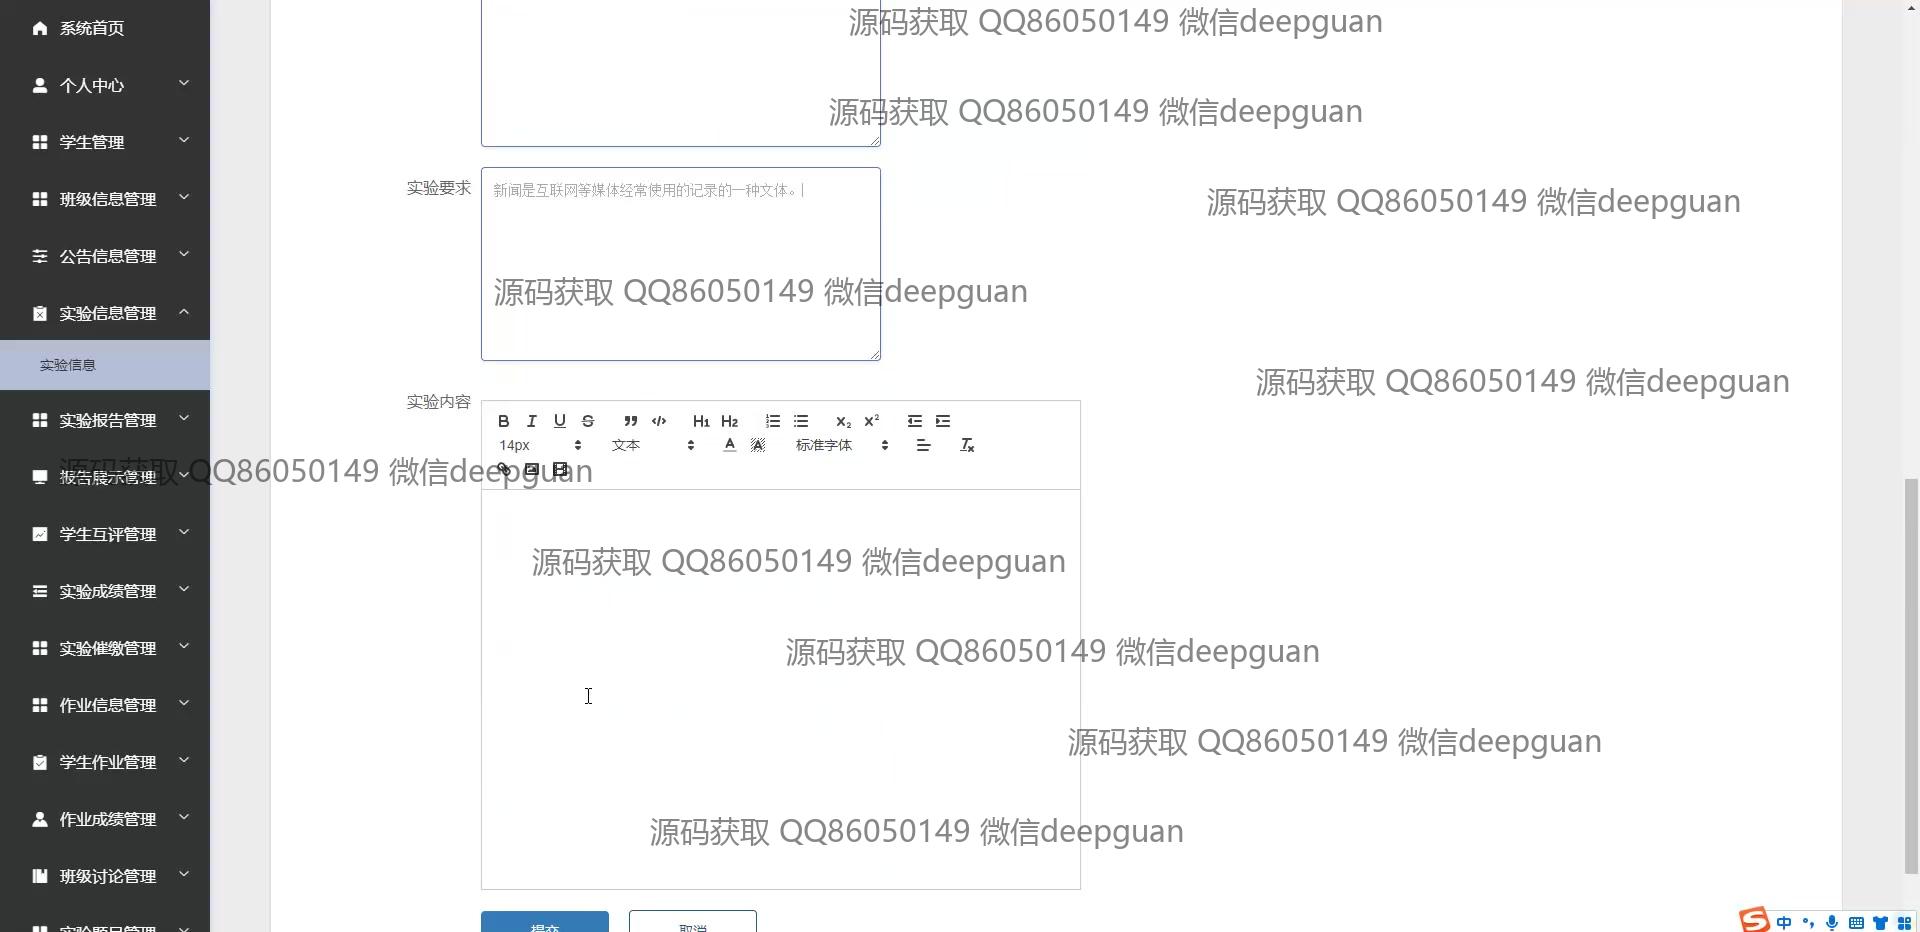 系统首页
个人中心
学生管理
班级信息管理
公告信息管理
实验信息管理
实验信息
实验报告管理
报告展示管理
学生互评管理
实验成绩管理
实验催缴管理
作业信息管理
学生作业管理
作业成绩管理
班级讨论管理
实验题目管理
源码获取 QQ86050149 微信deepguan
源码获取 QQ86050149 微信deepguan
实验要求
新闻是互联网等媒体经常使用的记录的一种文体。
源码获取 QQ86050149 微信deepguan
源码获取 QQ86050149 微信deepguan
源码获取 QQ86050149 微信deepguan
实验内容
B I U S H1 H2 X2 X2
14px 文本 A A 标准字体 Tx
源码获取 QQ86050149 微信deepguan
源码获取 QQ86050149 微信deepguan
源码获取 QQ86050149 微信deepguan
源码获取 QQ86050149 微信deepguan
源码获取 QQ86050149 微信deepguan
提交 取消
S 中